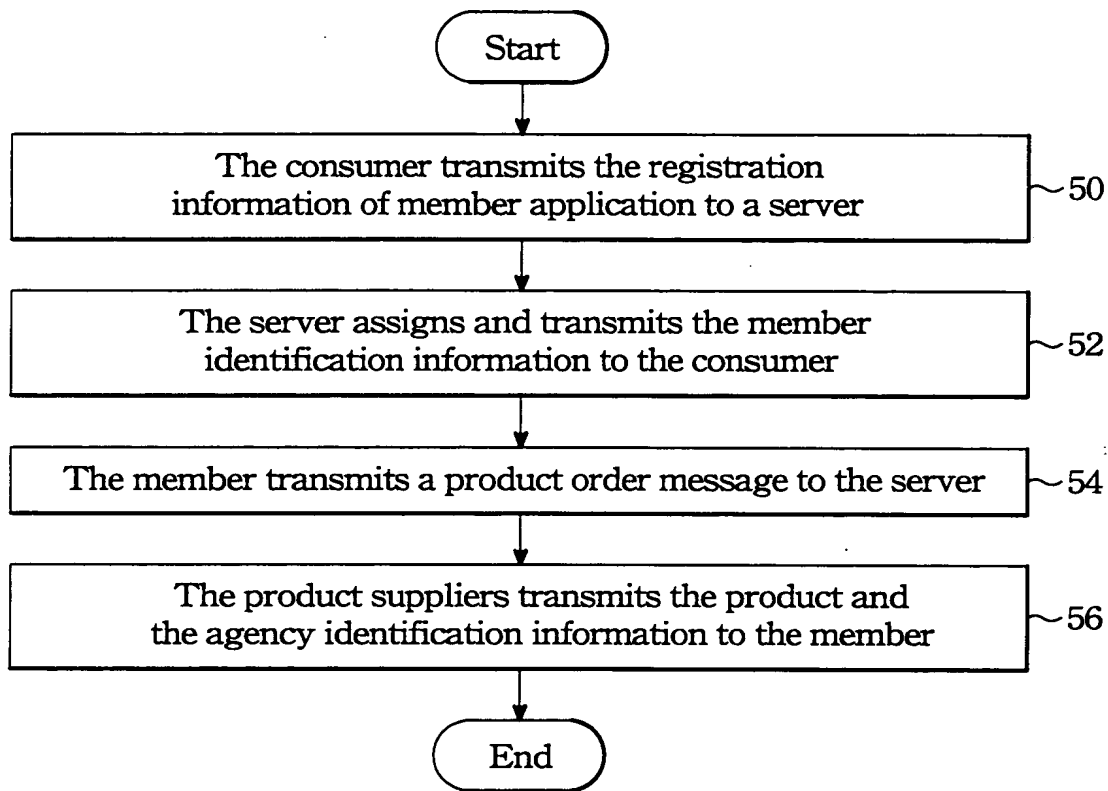 Start
The consumer transmits the registration
information of member application to a server
50
The server assigns and transmits the member
identification information to the consumer
52
The member transmits a product order message to the server
54
The product suppliers transmits the product and
the agency identification information to the member
56
End